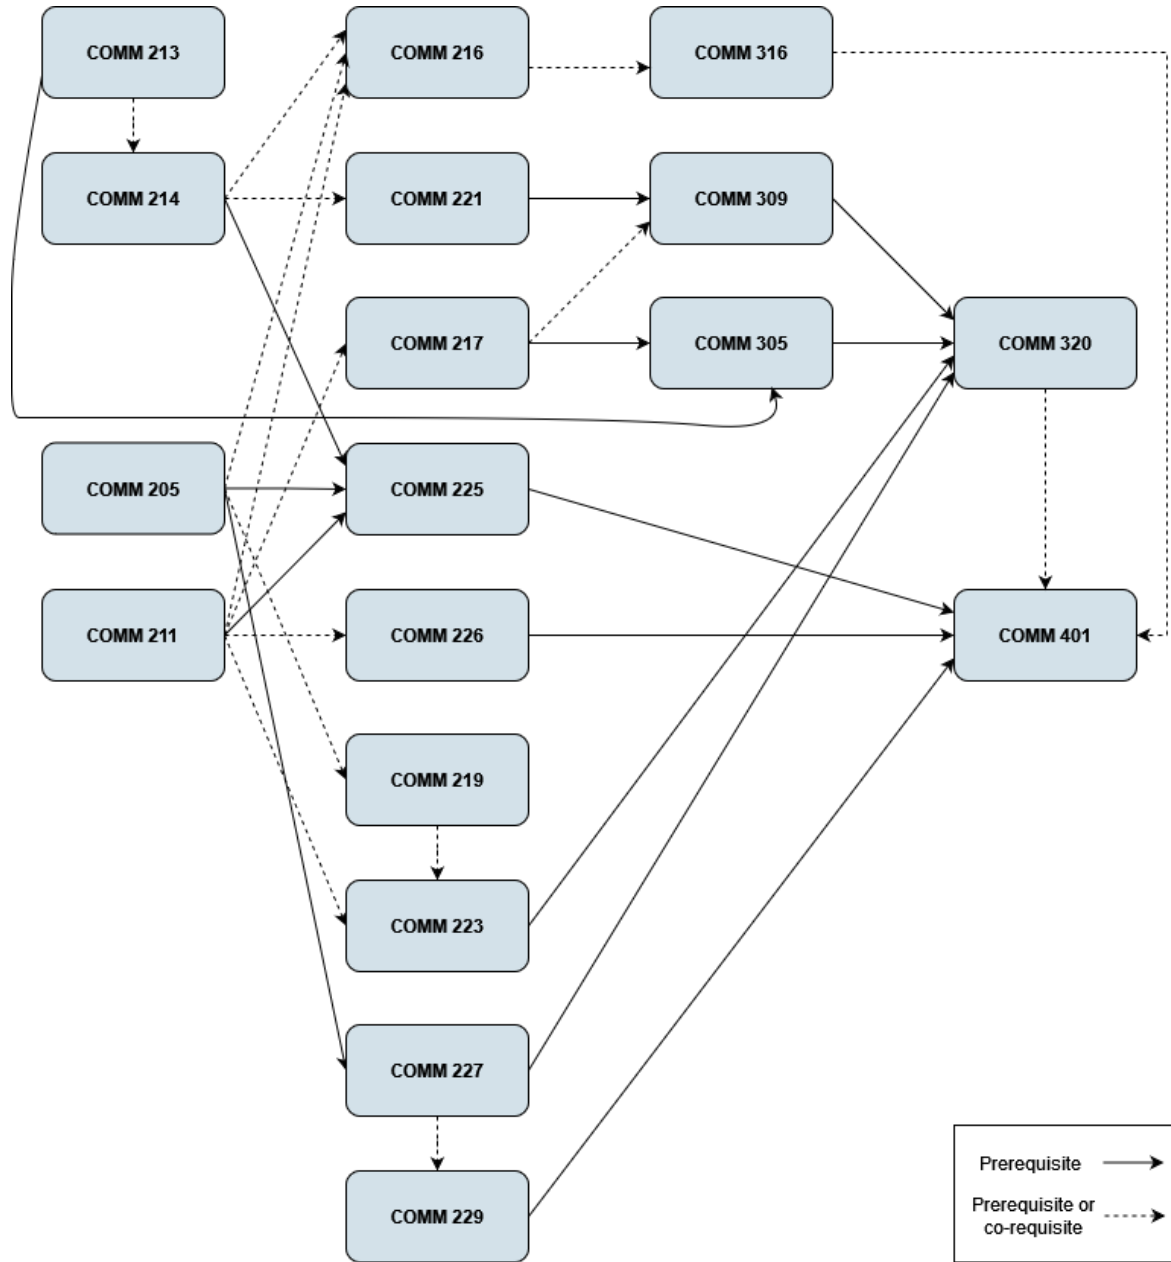 COMM 213
COMM 216
COMM 316
COMM 214
COMM 221
COMM 309
COMM 217
COMM 305
COMM 320
COMM 205
COMM 225
COMM 211
COMM 226
COMM 401
COMM 219
COMM 223
COMM 227
COMM 229
Prerequisite
Prerequisite or
co-requisite